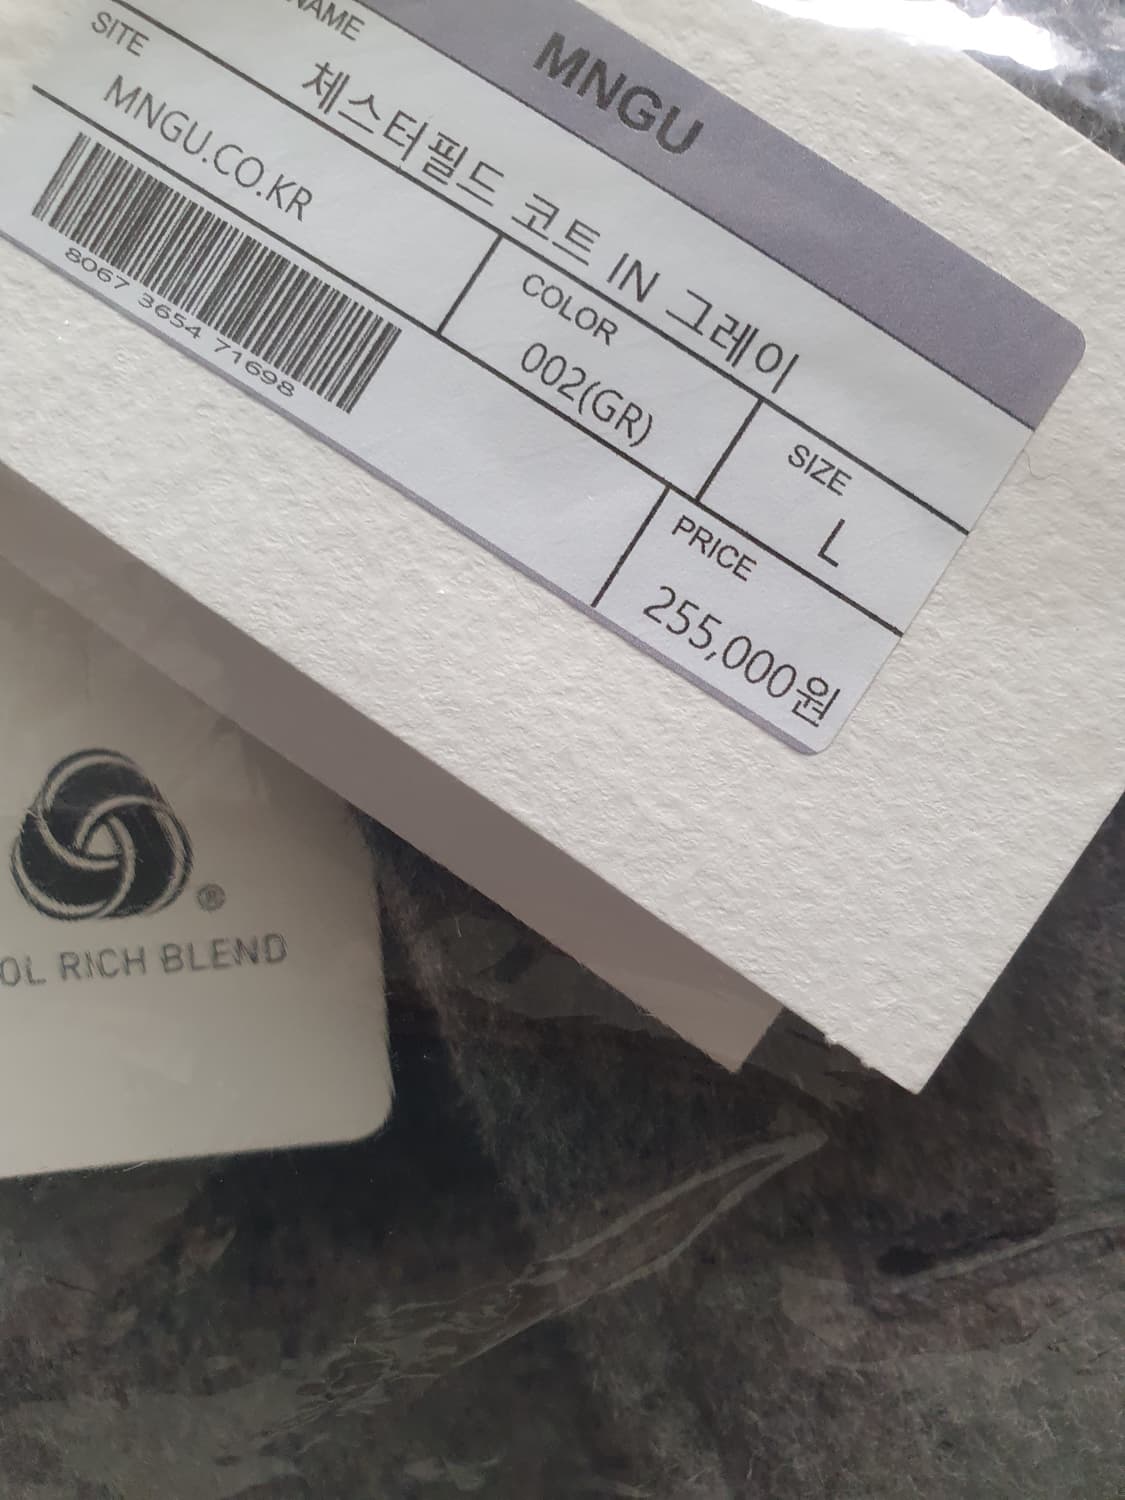 MNGU
NAME
체스터필드 코트 IN 그레이
SITE
MNGU.CO.KR
COLOR
002(GR)
SIZE
L
8067 3654 71698
PRICE
255,000원
®
RICH BLEND